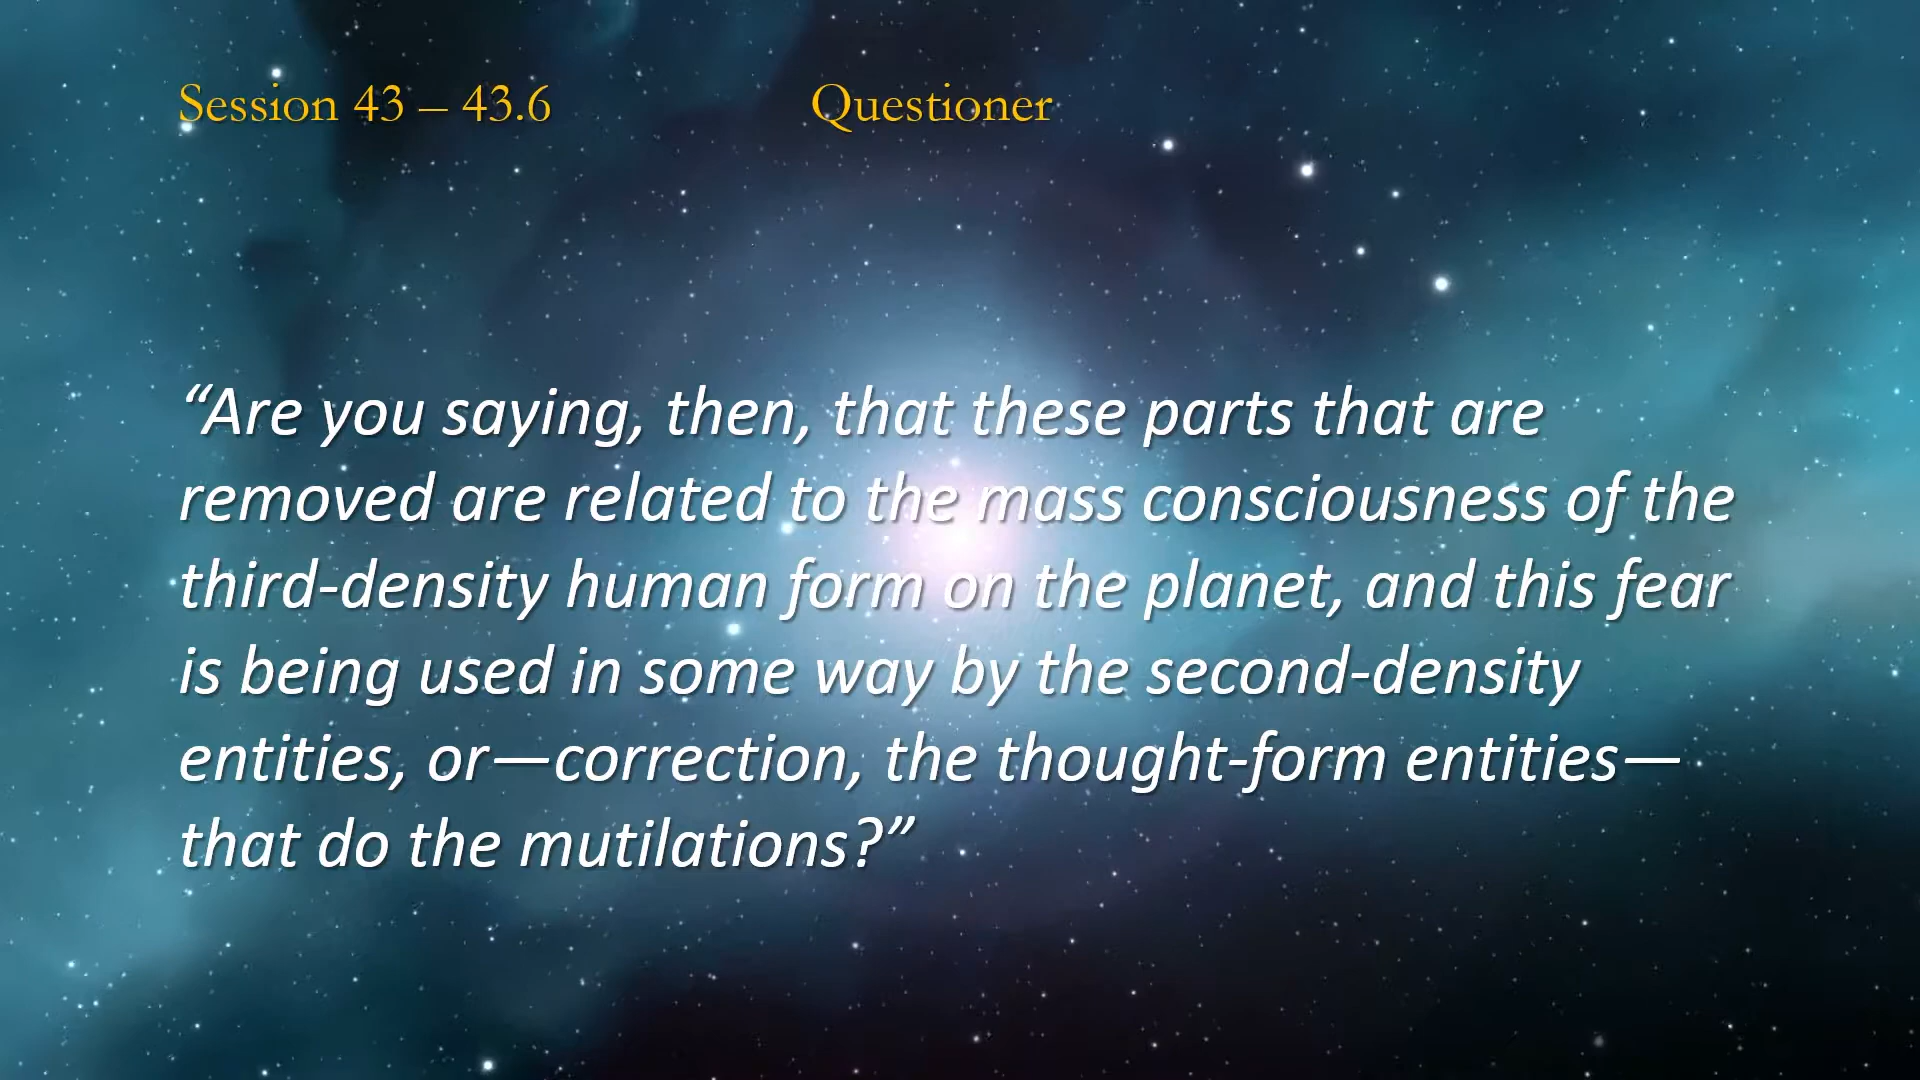 Session 43 – 43.6 Questioner
“Are you saying, then, that these parts that are
removed are related to the mass consciousness of the
third-density human form on the planet, and this fear
is being used in some way by the second-density
entities, or—correction, the thought-form entities—
that do the mutilations?”